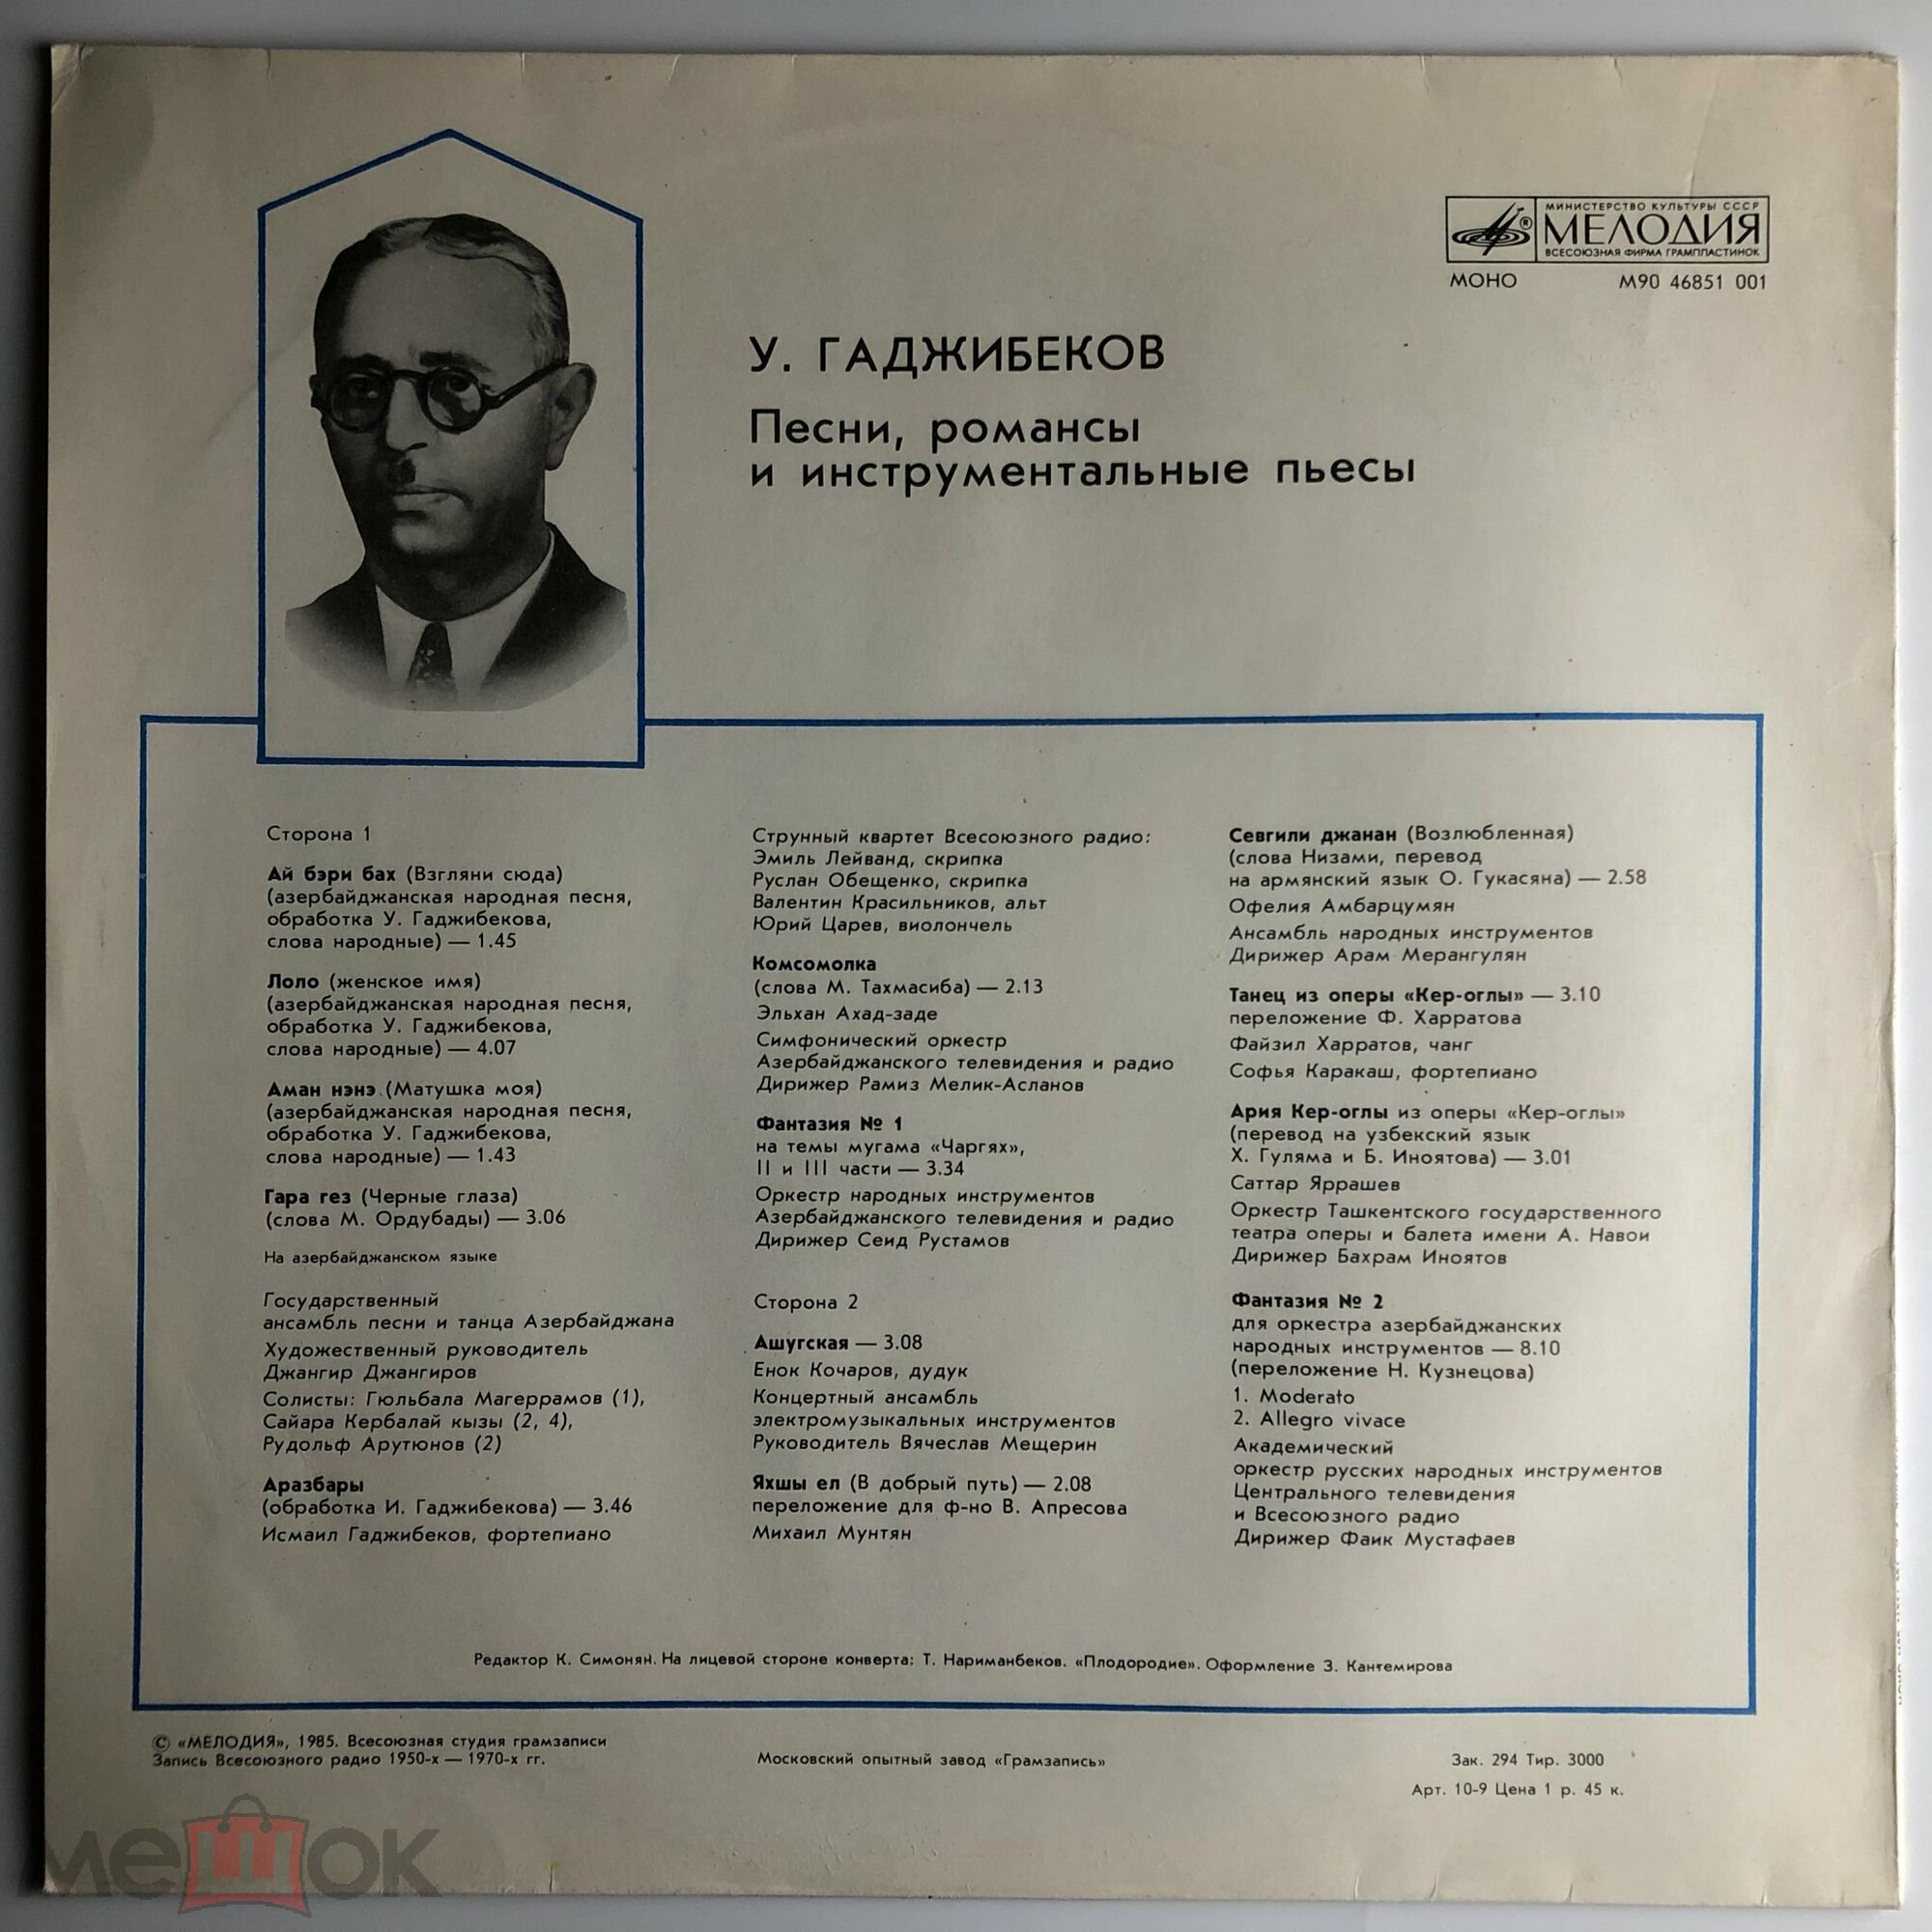 МИНИСТЕРСТВО КУЛЬТУРЫ СССР
МЕЛОДИЯ
ВСЕСОЮЗНАЯ ФИРМА ГРАМПЛАСТИНОК
МОНО
М90 46851 001
У. ГАДЖИБЕКОВ
Песни, романсы
и инструментальные пьесы
Сторона 1
Ай бэри бах (Взгляни сюда)
(азербайджанская народная песня,
обработка У. Гаджибекова,
слова народные) — 1.45
Лоло (женское имя)
(азербайджанская народная песня,
обработка У. Гаджибекова,
слова народные) — 4.07
Аман нэнэ (Матушка моя)
(азербайджанская народная песня,
обработка У. Гаджибекова,
слова народные) — 1.43
Гара гез (Черные глаза)
(слова М. Ордубады) — 3.06
На азербайджанском языке
Государственный
ансамбль песни и танца Азербайджана
Художественный руководитель
Джангир Джангиров
Солисты: Гюльбала Магеррамов (1),
Сайара Кербалай кызы (2, 4),
Рудольф Арутюнов (2)
Аразбары
(обработка И. Гаджибекова) — 3.46
Исмаил Гаджибеков, фортепиано
Струнный квартет Всесоюзного радио:
Эмиль Лейванд, скрипка
Руслан Обещенко, скрипка
Валентин Красильников, альт
Юрий Царев, виолончель
Комсомолка
(слова М. Тахмасиба) — 2.13
Эльхан Ахад-заде
Симфонический оркестр
Азербайджанского телевидения и радио
Дирижер Рамиз Мелик-Асланов
Фантазия № 1
на темы мугама «Чаргях»,
II и III части — 3.34
Оркестр народных инструментов
Азербайджанского телевидения и радио
Дирижер Сеид Рустамов
Сторона 2
Ашугская — 3.08
Енок Кочаров, дудук
Концертный ансамбль
электромузыкальных инструментов
Руководитель Вячеслав Мещерин
Яхшы ел (В добрый путь) — 2.08
переложение для ф-но В. Апресова
Михаил Мунтян
Севгили джанан (Возлюбленная)
(слова Низами, перевод
на армянский язык О. Гукасяна) — 2.58
Офелия Амбарцумян
Ансамбль народных инструментов
Дирижер Арам Мерангулян
Танец из оперы «Кер-оглы» — 3.10
переложение Ф. Харратова
Файзил Харратов, чанг
Софья Каракаш, фортепиано
Ария Кер-оглы из оперы «Кер-оглы»
(перевод на узбекский язык
Х. Гуляма и Б. Иноятова) — 3.01
Саттар Яррашев
Оркестр Ташкентского государственного
театра оперы и балета имени А. Навои
Дирижер Бахрам Иноятов
Фантазия № 2
для оркестра азербайджанских
народных инструментов — 8.10
(переложение Н. Кузнецова)
1. Moderato
2. Allegro vivace
Академический
оркестр русских народных инструментов
Центрального телевидения
и Всесоюзного радио
Дирижер Фаик Мустафаев
Редактор К. Симонян. На лицевой стороне конверта: Т. Нариманбеков. «Плодородие». Оформление З. Кантемирова
© «МЕЛОДИЯ», 1985. Всесоюзная студия грамзаписи
Запись Всесоюзного радио 1950-х — 1970-х гг.
Московский опытный завод «Грамзапись»
Зак. 294 Тир. 3000
Арт. 10-9 Цена 1 р. 45 к.
мешок